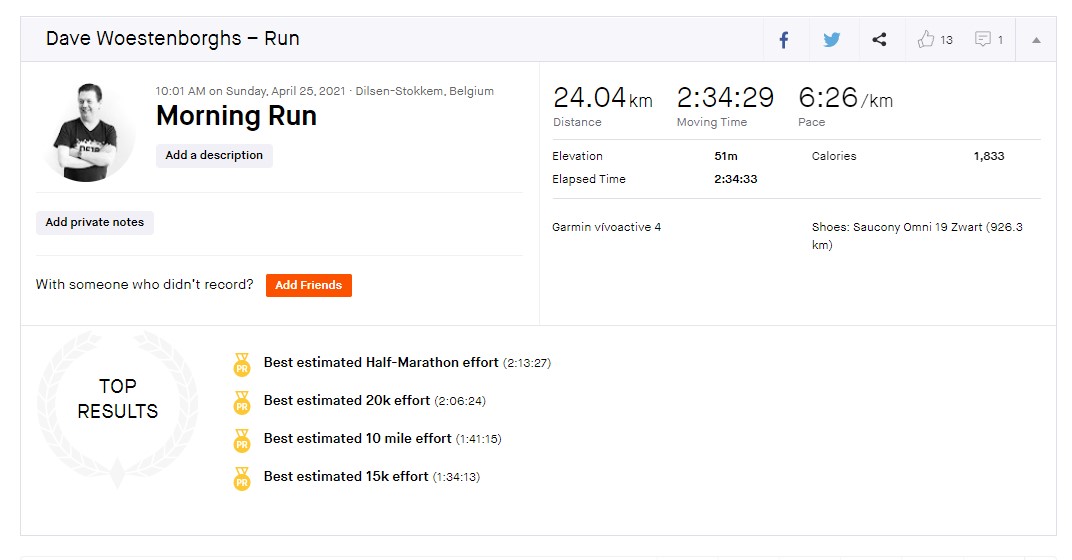 Dave Woestenborghs – Run
13
1
10:01 AM on Sunday, April 25, 2021 · Dilsen-Stokkem, Belgium
Morning Run
Add a description
Add private notes
With someone who didn't record?
Add Friends
24.04 km
Distance
2:34:29
Moving Time
6:26 /km
Pace
Elevation 51m
Calories 1,833
Elapsed Time 2:34:33
Garmin vívoactive 4
Shoes: Saucony Omni 19 Zwart (926.3
km)
TOP
RESULTS
PR Best estimated Half-Marathon effort (2:13:27)
PR Best estimated 20k effort (2:06:24)
PR Best estimated 10 mile effort (1:41:15)
PR Best estimated 15k effort (1:34:13)